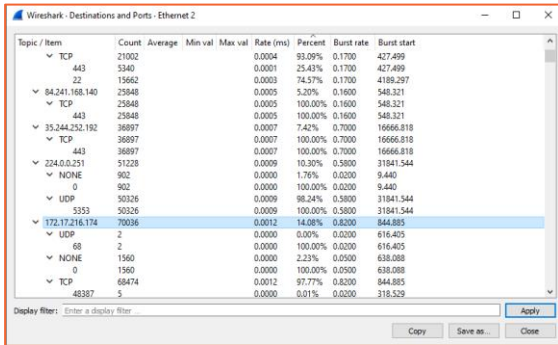 Wireshark - Destinations and Ports - Ethernet 2
Topic / Item Count Average Min val Max val Rate (ms) Percent Burst rate Burst start
TCP 21002 0.0004 93.09% 0.1700 427.499
443 5340 0.0001 25.43% 0.1700 427.499
22 15662 0.0003 74.57% 0.1700 4189.297
84.241.168.140 25848 0.0005 5.20% 0.1600 548.321
TCP 25848 0.0005 100.00% 0.1600 548.321
443 25848 0.0005 100.00% 0.1600 548.321
35.244.252.192 36897 0.0007 7.42% 0.7000 16666.818
TCP 36897 0.0007 100.00% 0.7000 16666.818
443 36897 0.0007 100.00% 0.7000 16666.818
224.0.0.251 51228 0.0009 10.30% 0.5800 31841.544
NONE 902 0.0000 1.76% 0.0200 9.440
0 902 0.0000 100.00% 0.0200 9.440
UDP 50326 0.0009 98.24% 0.5800 31841.544
5353 50326 0.0009 100.00% 0.5800 31841.544
172.17.216.174 70036 0.0012 14.08% 0.8200 844.885
UDP 2 0.0000 0.00% 0.0200 616.405
68 2 0.0000 100.00% 0.0200 616.405
NONE 1560 0.0000 2.23% 0.0500 638.088
0 1560 0.0000 100.00% 0.0500 638.088
TCP 68474 0.0012 97.77% 0.8200 844.885
48387 5 0.0000 0.01% 0.0200 318.529
Display filter: Enter a display filter ... Apply
Copy Save as... Close